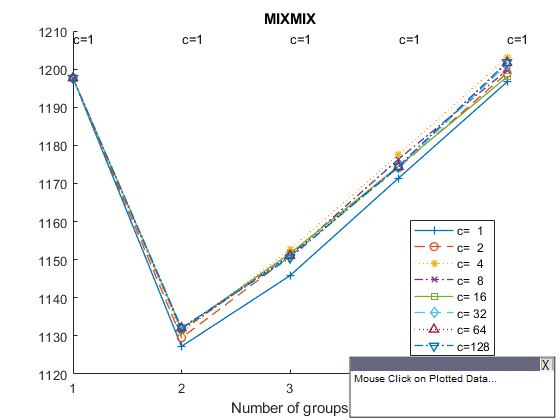 MIXMIX
c=1 c=1 c=1 c=1 c=1
1210
1200
1190
1180
1170
1160
1150
1140
1130
1120
c= 1
c= 2
c= 4
c= 8
c= 16
c= 32
c= 64
c=128
X
Mouse Click on Plotted Data...
1 2 3
Number of groups